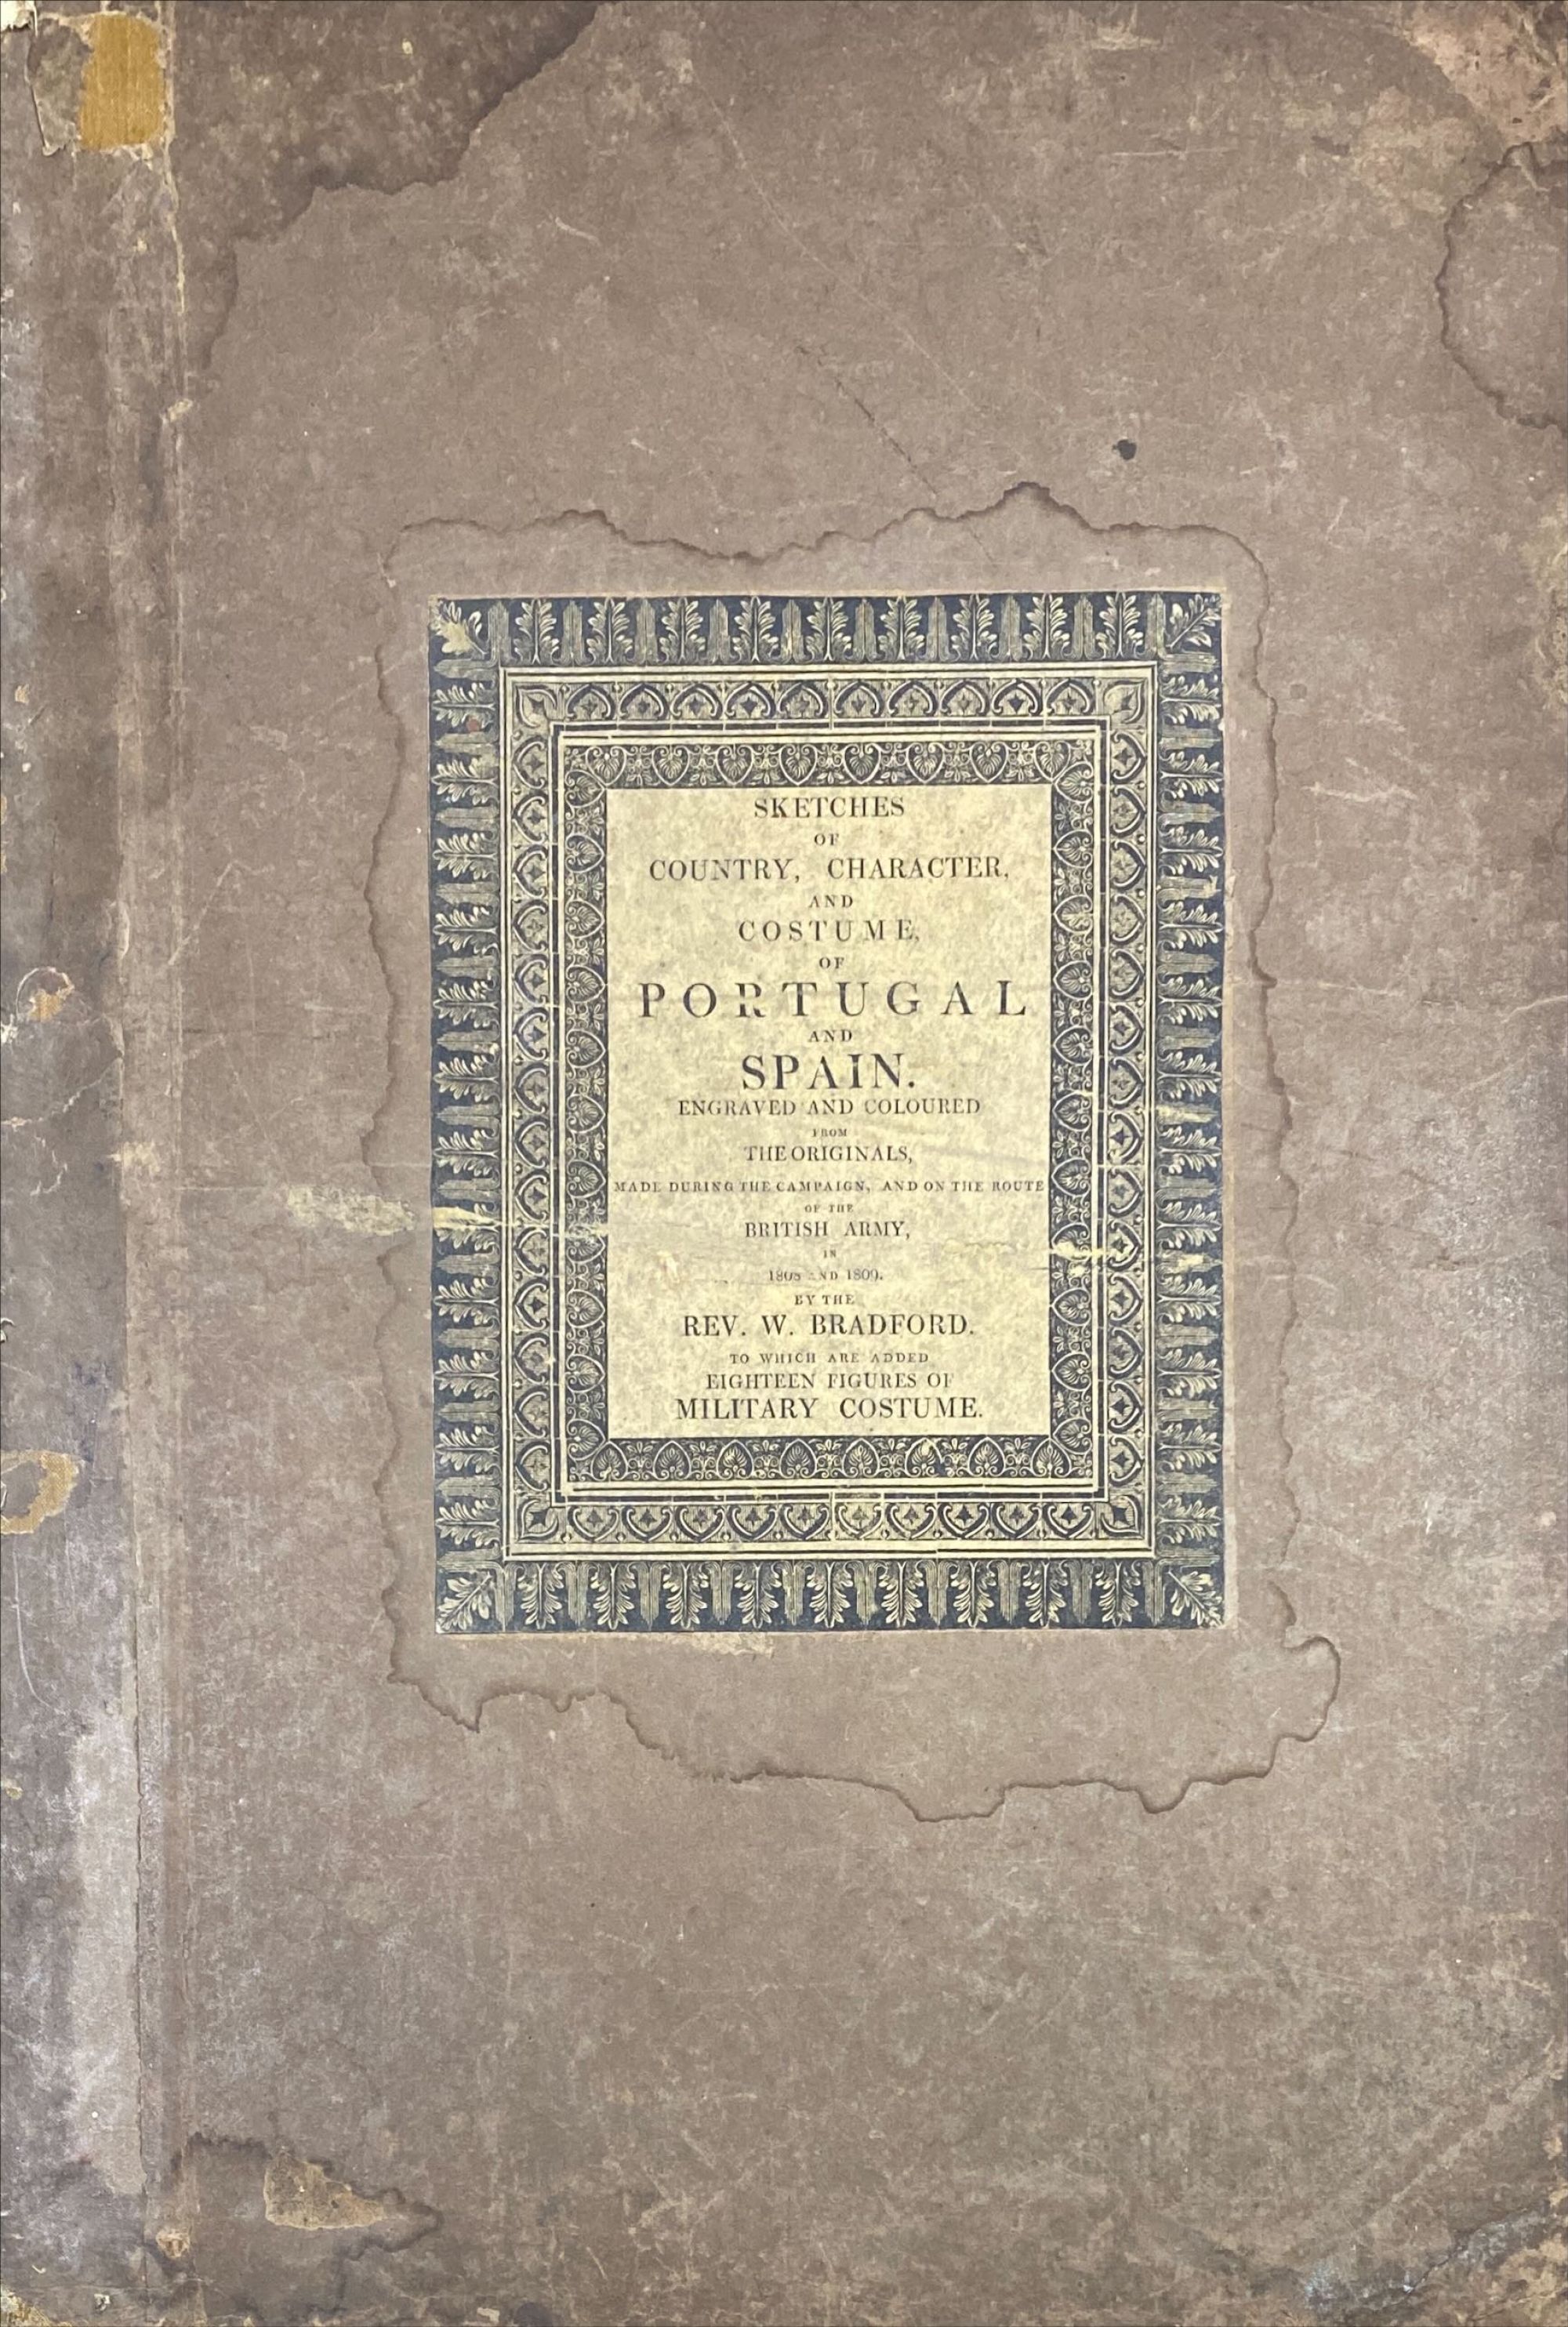 SKETCHES
OF
COUNTRY, CHARACTER,
AND
COSTUME,
OF
PORTUGAL
AND
SPAIN.
ENGRAVED AND COLOURED
FROM
THE ORIGINALS,
MADE DURING THE CAMPAIGN, AND ON THE ROUTE
OF THE
BRITISH ARMY,
IN
1808 AND 1809.
BY THE
REV. W. BRADFORD.
TO WHICH ARE ADDED
EIGHTEEN FIGURES OF
MILITARY COSTUME.